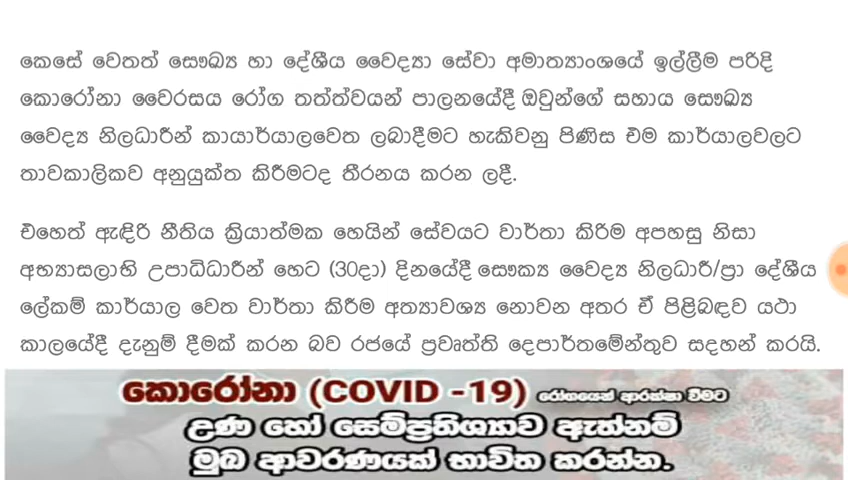 කෙසේ වෙතත් සෞඛ්‍ය හා දේශීය වෛද්‍යා සේවා අමාත්‍යාංශයේ ඉල්ලීම පරිදි
කොරෝනා වෛරසය රෝග තත්ත්වයන් පාලනයේදී ඔවුන්ගේ සහාය සෞඛ්‍ය
වෛද්‍ය නිලධාරීන් කායාර්යාලවෙත ලබාදීමට හැකිවනු පිණිස එම කාර්යාලවලට
තාවකාලිකව අනුයුක්ත කිරීමටද තීරනය කරන ලදී.
එහෙත් ඇඳිරි නීතිය ක්‍රියාත්මක හෙයින් සේවයට වාර්තා කිරිම අපහසු නිසා
අභ්‍යාසලාභි උපාධිධාරීන් හෙට (30දා) දිනයේදී සෞක්‍ය වෛද්‍ය නිලධාරී/ප්‍රා දේශීය
ලේකම් කාර්යාල වෙත වාර්තා කිරීම අත්‍යාවශ්‍ය නොවන අතර ඒ පිළිබඳව යථා
කාලයේදී දැනුම් දීමක් කරන බව රජයේ ප්‍රවෘත්ති දෙපාර්තමේන්තුව සදහන් කරයි.
කොරෝනා (COVID -19) රෝගයෙන් ආරක්ෂා වීමට
උණ හෝ සෙම්ප්‍රතිශ්‍යාව ඇත්නම්
මුඛ ආවරණයක් භාවිත කරන්න.